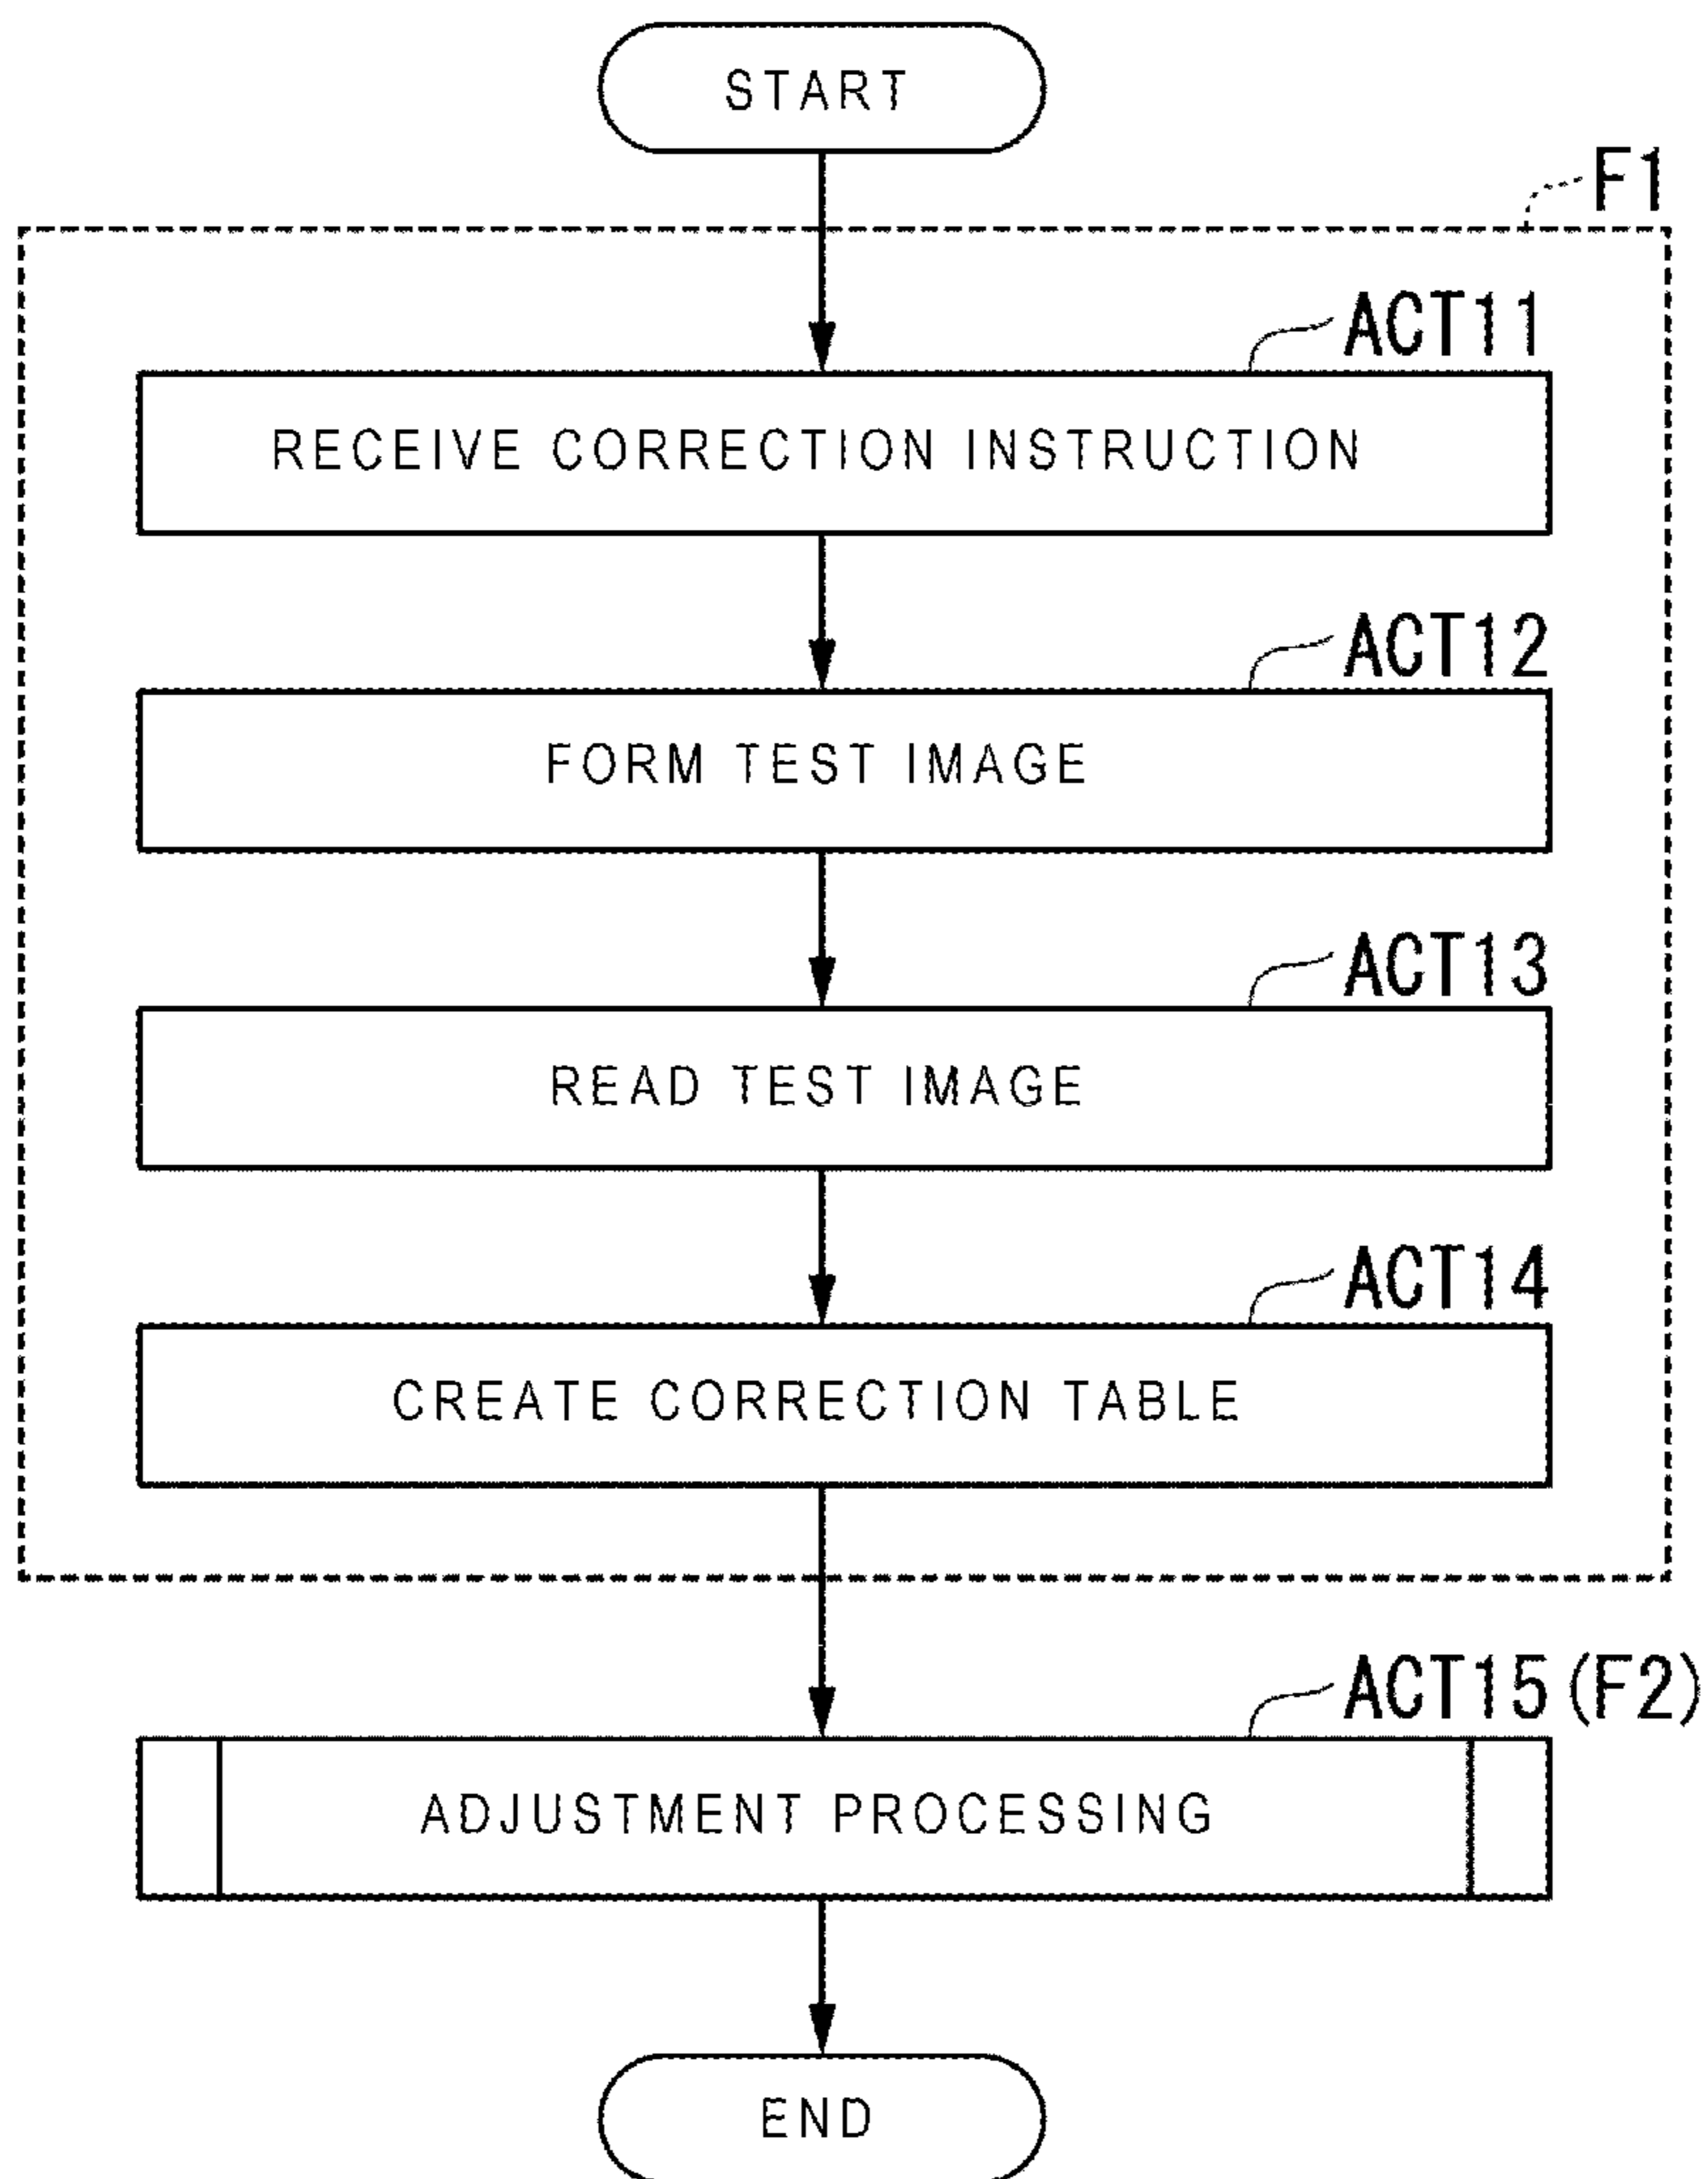 START
F1
ACT11
RECEIVE CORRECTION INSTRUCTION
ACT12
FORM TEST IMAGE
ACT13
READ TEST IMAGE
ACT14
CREATE CORRECTION TABLE
ACT15 (F2)
ADJUSTMENT PROCESSING
END